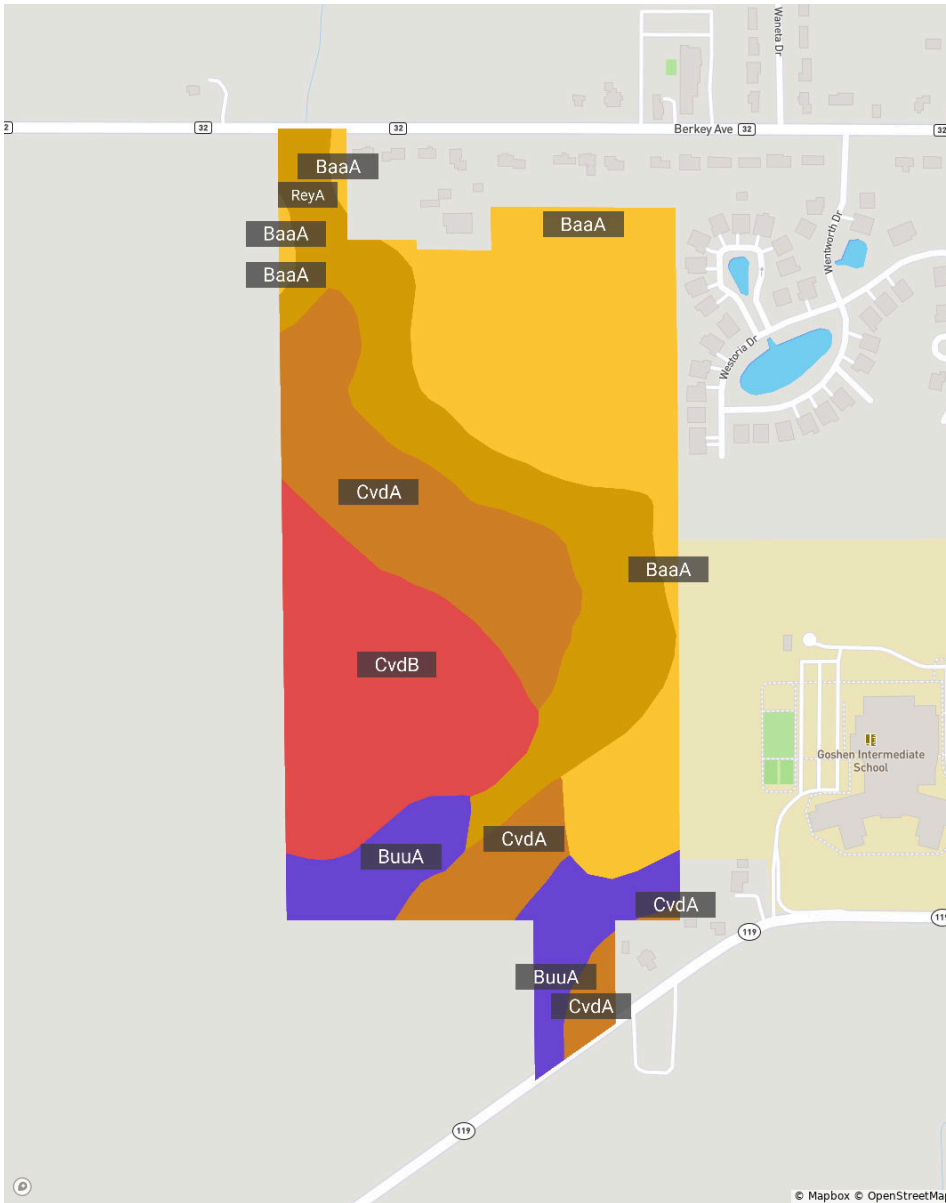 Waneta Dr
2
32
32
Berkey Ave
32
32
BaaA
ReyA
BaaA
BaaA
BaaA
Wentworth Dr
Westoria Dr
CvdA
BaaA
CvdB
Goshen Intermediate
School
CvdA
BuuA
CvdA
119
119
BuuA
CvdA
119
© Mapbox © OpenStreetMap